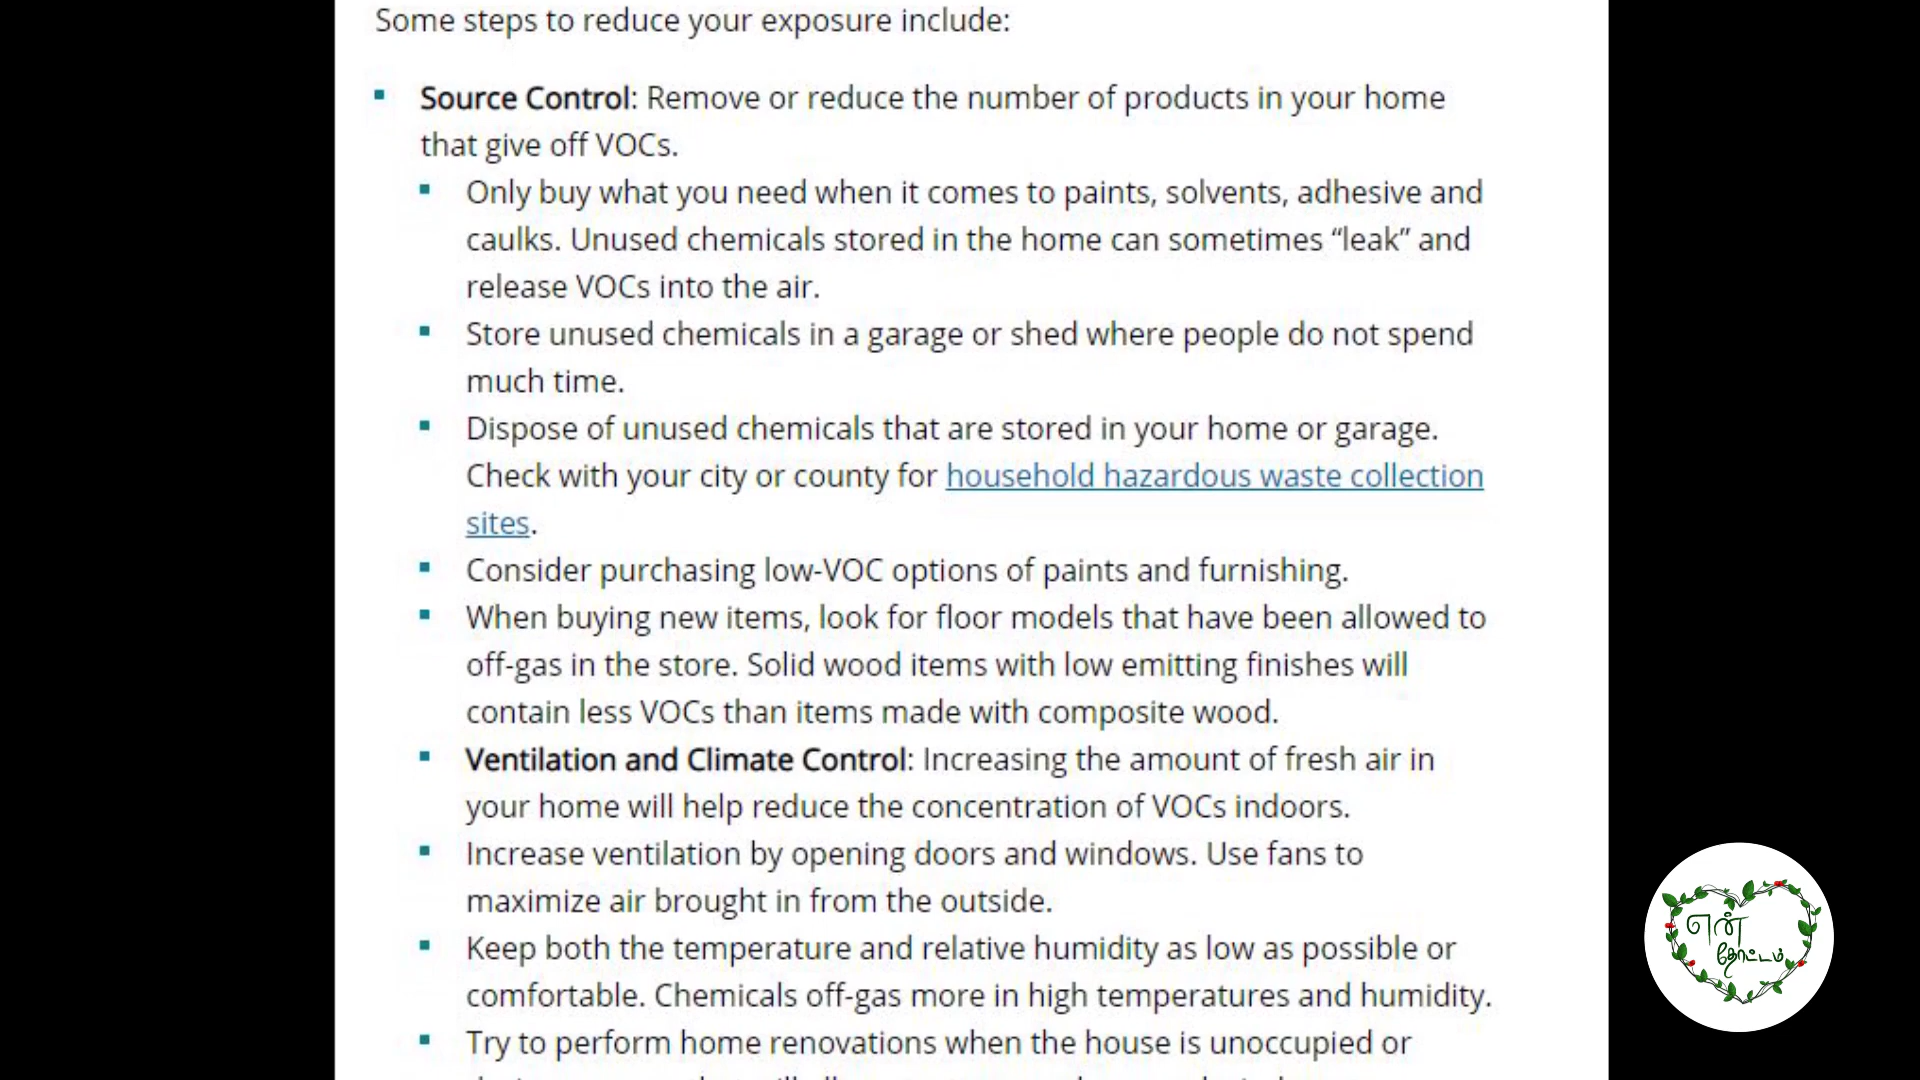 Some steps to reduce your exposure include:
Source Control: Remove or reduce the number of products in your home
that give off VOCs.
Only buy what you need when it comes to paints, solvents, adhesive and
caulks. Unused chemicals stored in the home can sometimes “leak” and
release VOCs into the air.
Store unused chemicals in a garage or shed where people do not spend
much time.
Dispose of unused chemicals that are stored in your home or garage.
Check with your city or county for household hazardous waste collection
sites.
Consider purchasing low-VOC options of paints and furnishing.
When buying new items, look for floor models that have been allowed to
off-gas in the store. Solid wood items with low emitting finishes will
contain less VOCs than items made with composite wood.
Ventilation and Climate Control: Increasing the amount of fresh air in
your home will help reduce the concentration of VOCs indoors.
Increase ventilation by opening doors and windows. Use fans to
maximize air brought in from the outside.
Keep both the temperature and relative humidity as low as possible or
comfortable. Chemicals off-gas more in high temperatures and humidity.
Try to perform home renovations when the house is unoccupied or
என்
தோட்டம்